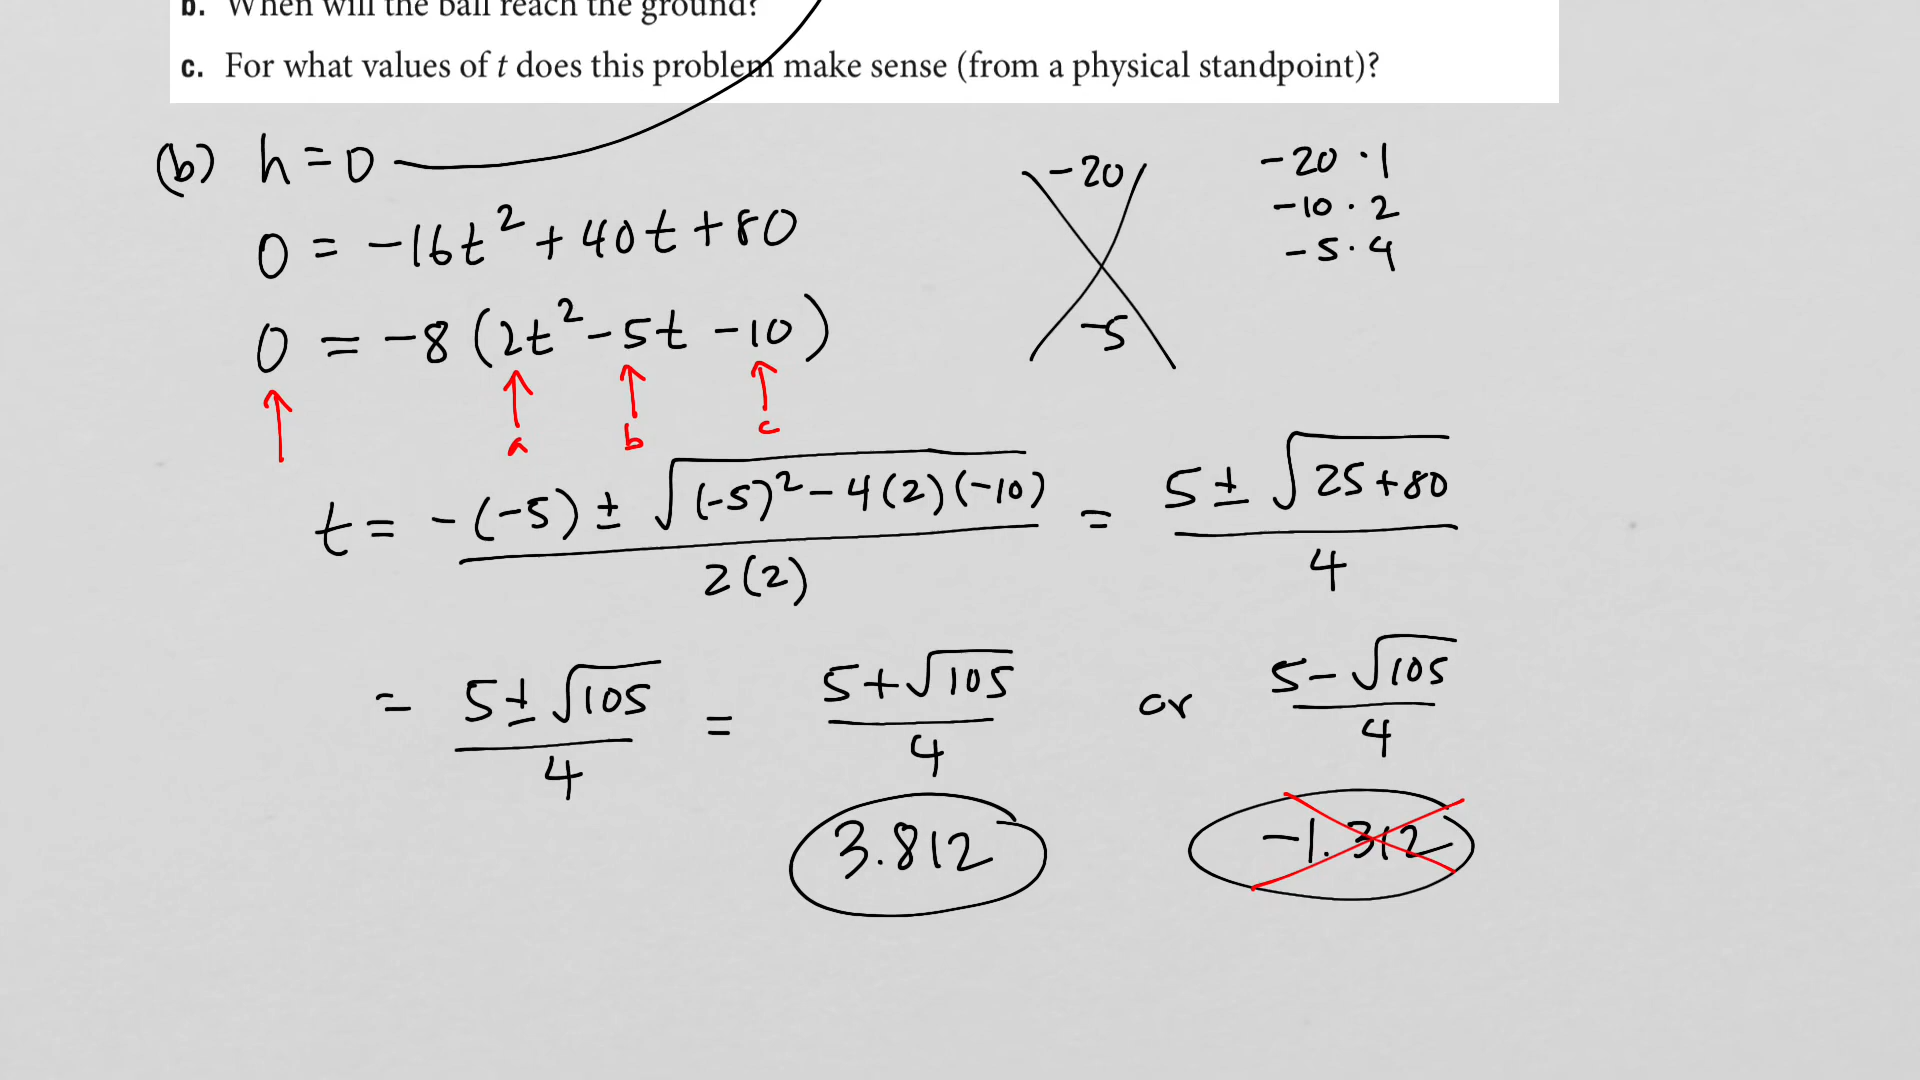 b. When will the ball reach the ground?
c. For what values of t does this problem make sense (from a physical standpoint)?
(b) h = 0
0 = -16t² + 40t + 80
0 = -8 (2t² - 5t - 10)
a b c
-20
-5
-20 · 1
-10 · 2
-5 · 4
t = -(-5) ± √(-5)² - 4(2)(-10) / 2(2) = 5 ± √25 + 80 / 4
= 5 ± √105 / 4 = 5 + √105 / 4 or 5 - √105 / 4
3.812 -1.312